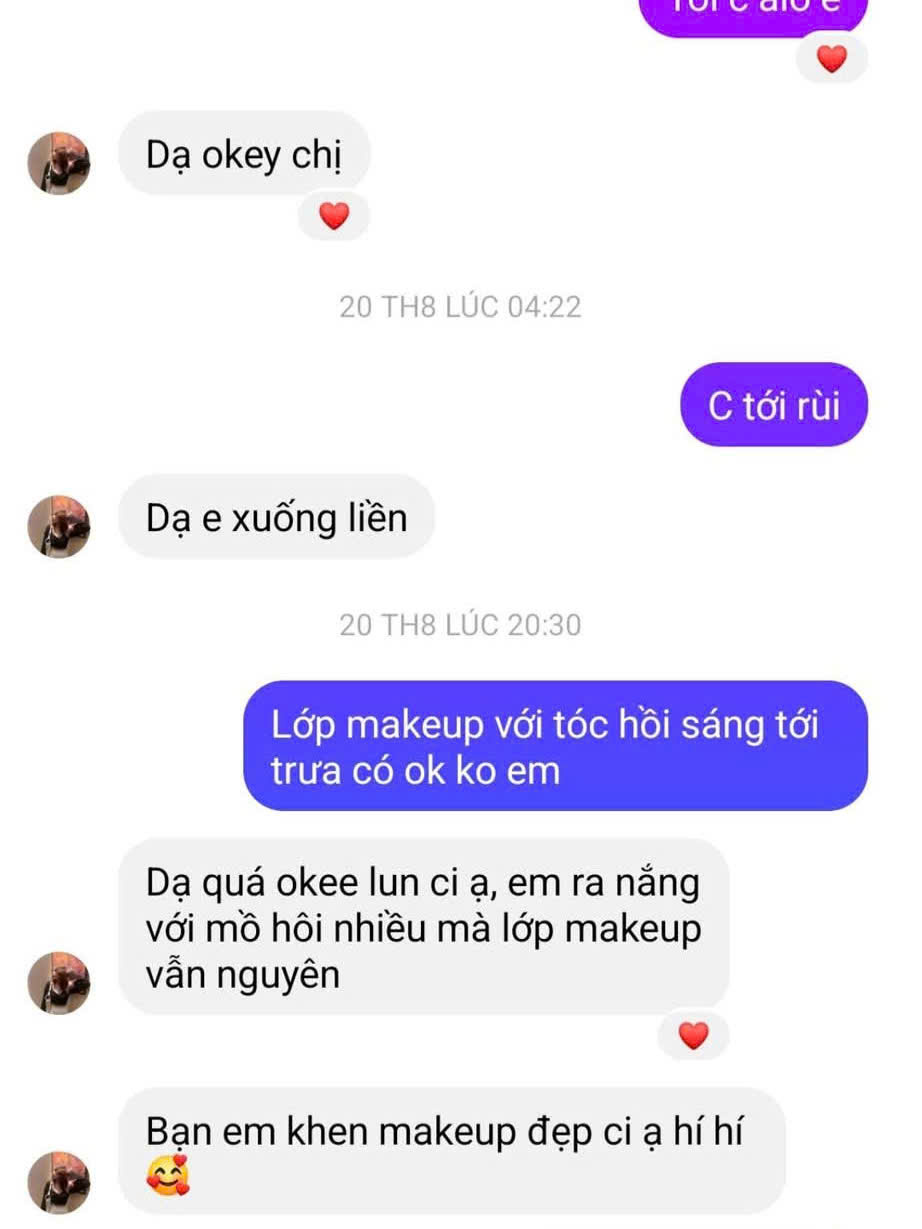 Dạ okey chị
20 TH8 LÚC 04:22
C tới rùi
Dạ e xuống liền
20 TH8 LÚC 20:30
Lớp makeup với tóc hồi sáng tới
trưa có ok ko em
Dạ quá okee lun ci ạ, em ra nắng
với mồ hôi nhiều mà lớp makeup
vẫn nguyên
Bạn em khen makeup đẹp ci ạ hí hí
🥰